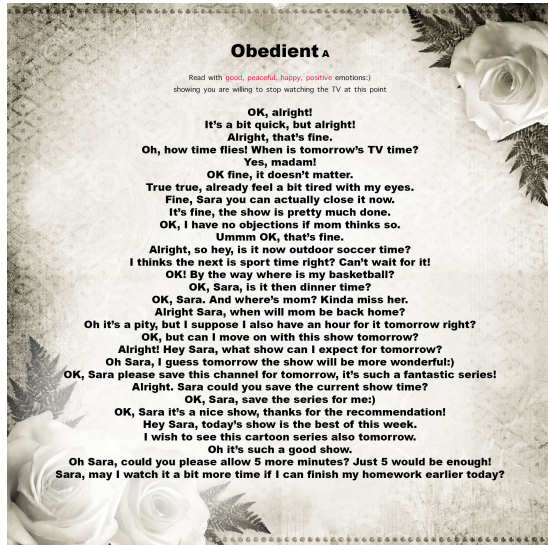 Obedient A
Read with good, peaceful, happy, positive emotions:)
showing you are willing to stop watching the TV at this point
OK, alright!
It's a bit quick, but alright!
Alright, that's fine.
Oh, how time flies! When is tomorrow's TV time?
Yes, madam!
OK fine, it doesn't matter.
True true, already feel a bit tired with my eyes.
Fine, Sara you can actually close it now.
It's fine, the show is pretty much done.
OK, I have no objections if mom thinks so.
Ummm OK, that's fine.
Alright, so hey, is it now outdoor soccer time?
I thinks the next is sport time right? Can't wait for it!
OK! By the way where is my basketball?
OK, Sara, is it then dinner time?
OK, Sara. And where's mom? Kinda miss her.
Alright Sara, when will mom be back home?
Oh it's a pity, but I suppose I also have an hour for it tomorrow right?
OK, but can I move on with this show tomorrow?
Alright! Hey Sara, what show can I expect for tomorrow?
Oh Sara, I guess tomorrow the show will be more wonderful:)
OK, Sara please save this channel for tomorrow, it's such a fantastic series!
Alright. Sara could you save the current show time?
OK, Sara, save the series for me:)
OK, Sara it's a nice show, thanks for the recommendation!
Hey Sara, today's show is the best of this week.
I wish to see this cartoon series also tomorrow.
Oh it's such a good show.
Oh Sara, could you please allow 5 more minutes? Just 5 would be enough!
Sara, may I watch it a bit more time if I can finish my homework earlier today?